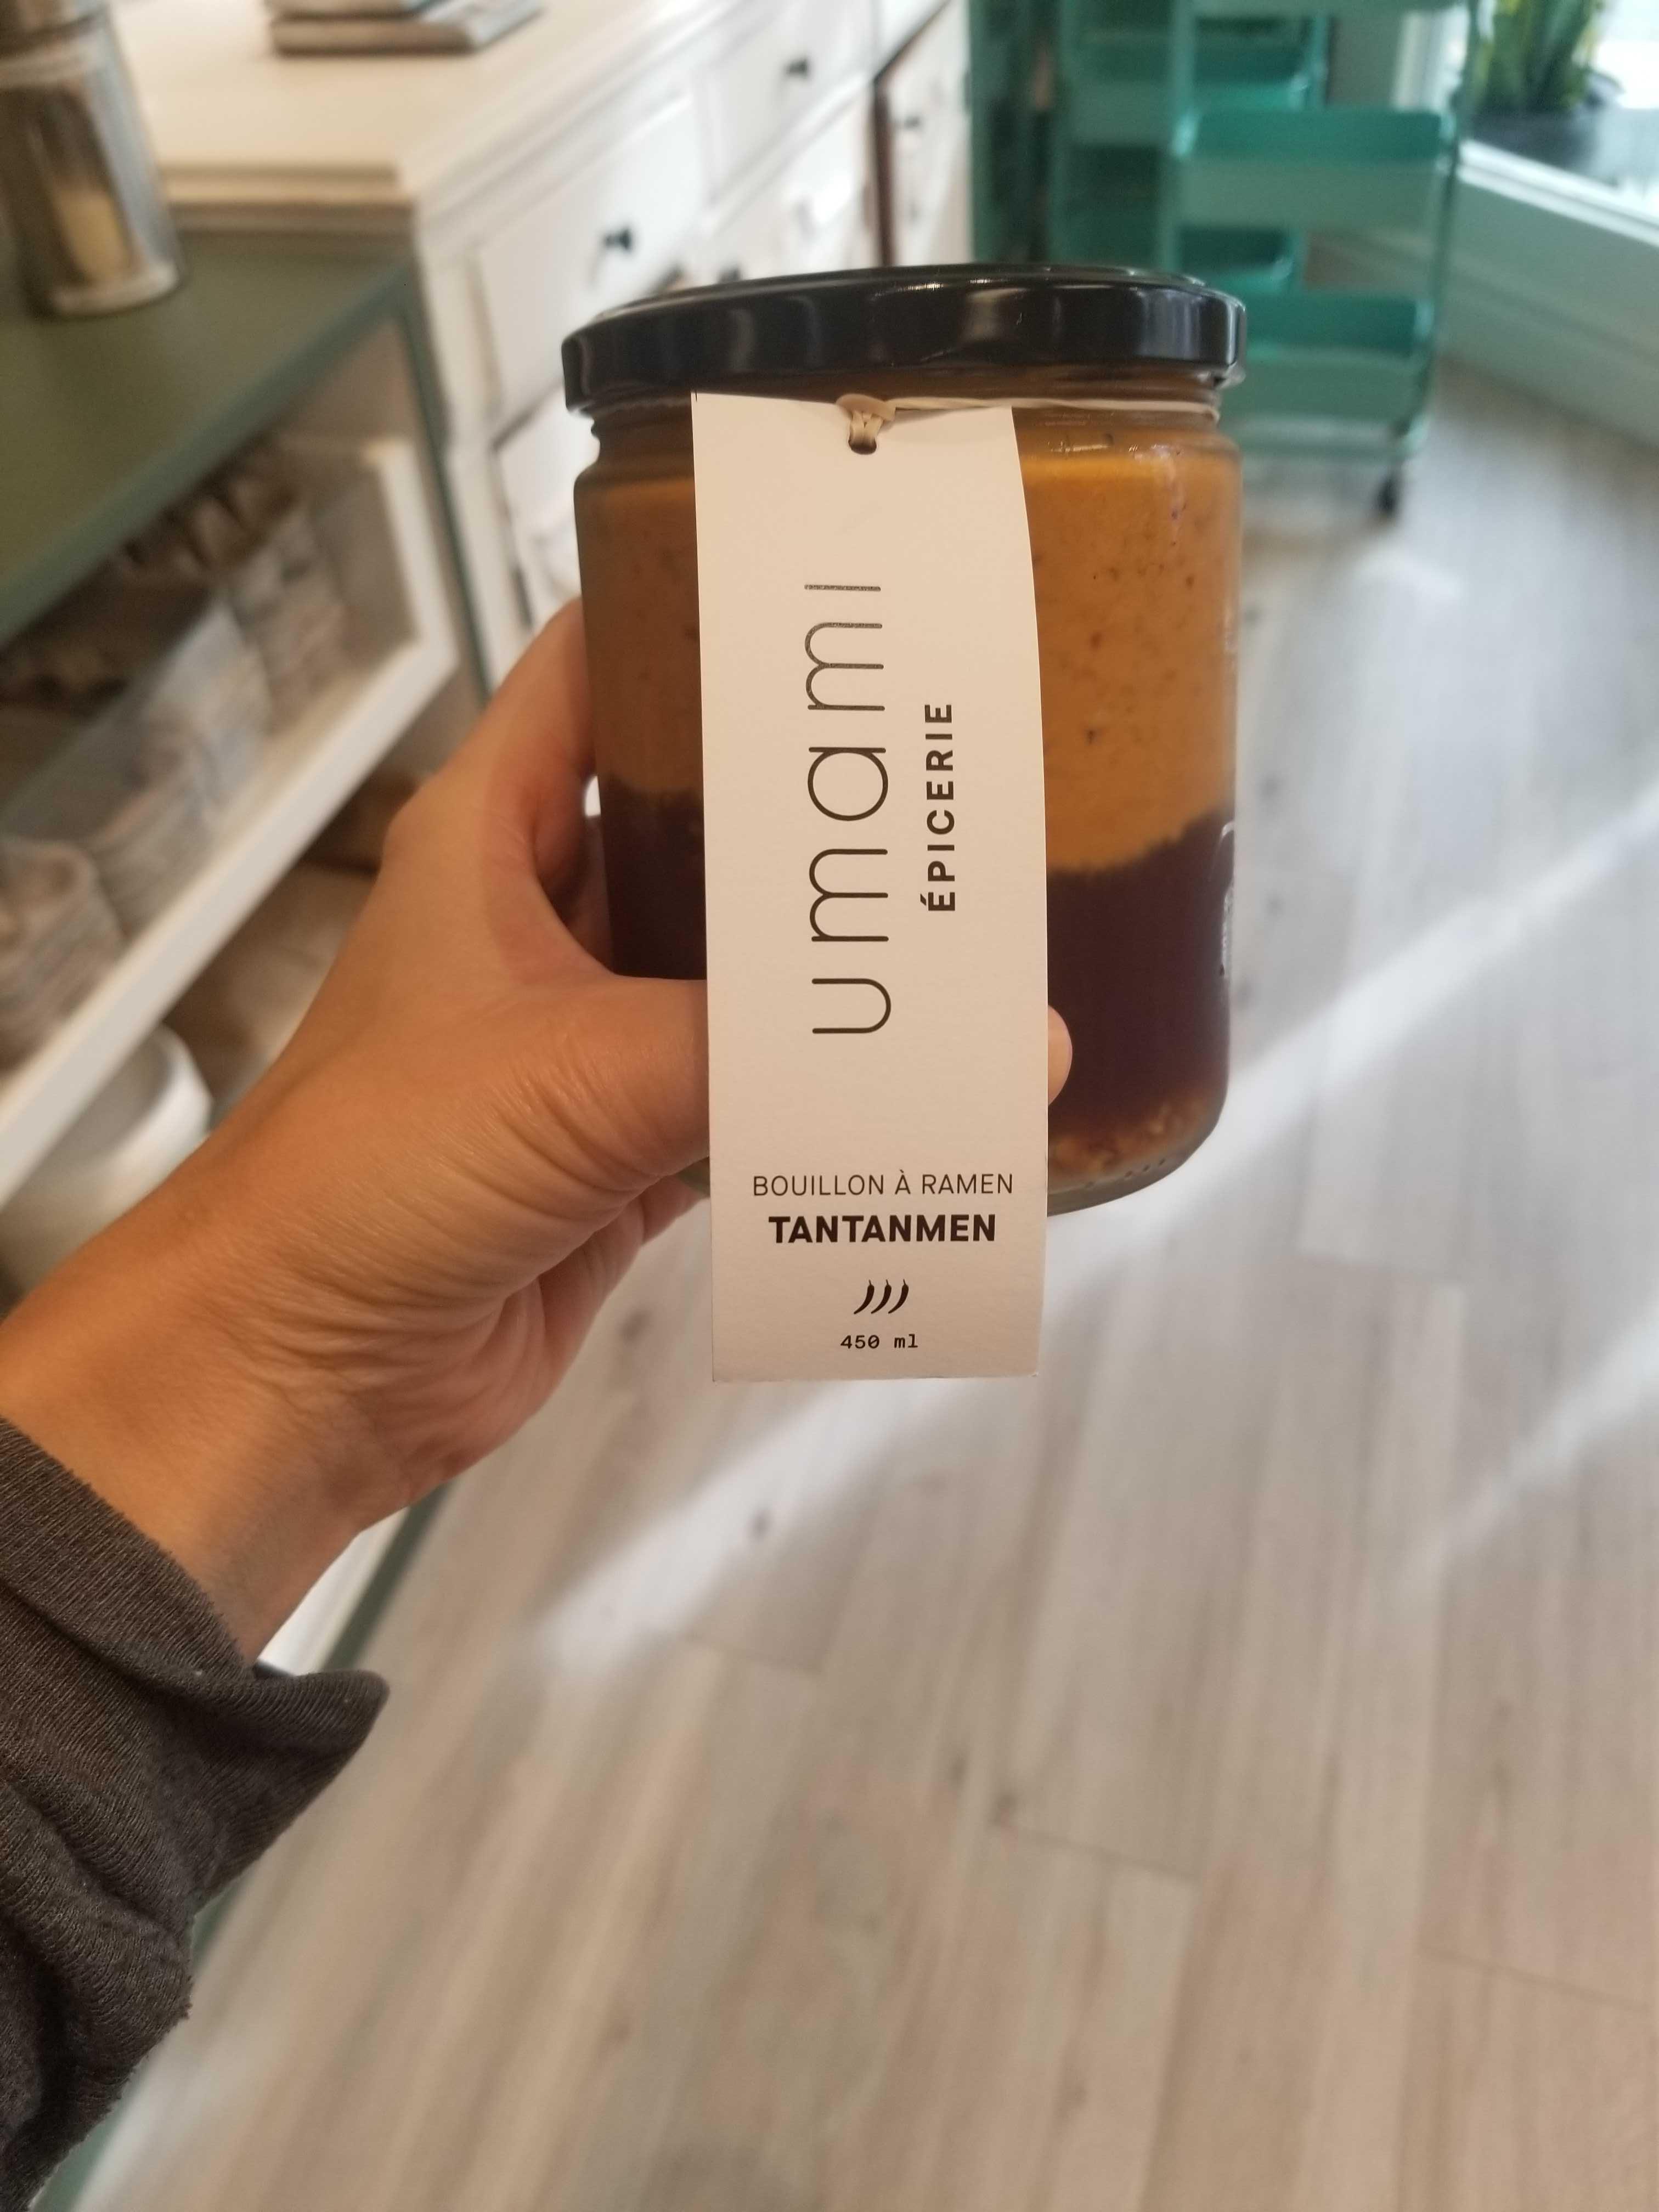 umami
ÉPICERIE
BOUILLON À RAMEN
TANTANMEN
450 ml